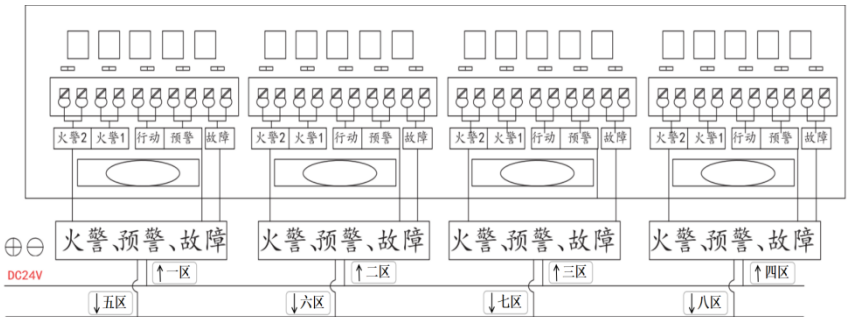 火警2 火警1 行动 预警 故障 火警2 火警1 行动 预警 故障 火警2 火警1 行动 预警 故障 火警2 火警1 行动 预警 故障
火警、预警、故障 火警、预警、故障 火警、预警、故障 火警、预警、故障
DC24V ↑一区 ↑二区 ↑三区 ↑四区
↓五区 ↓六区 ↓七区 ↓八区